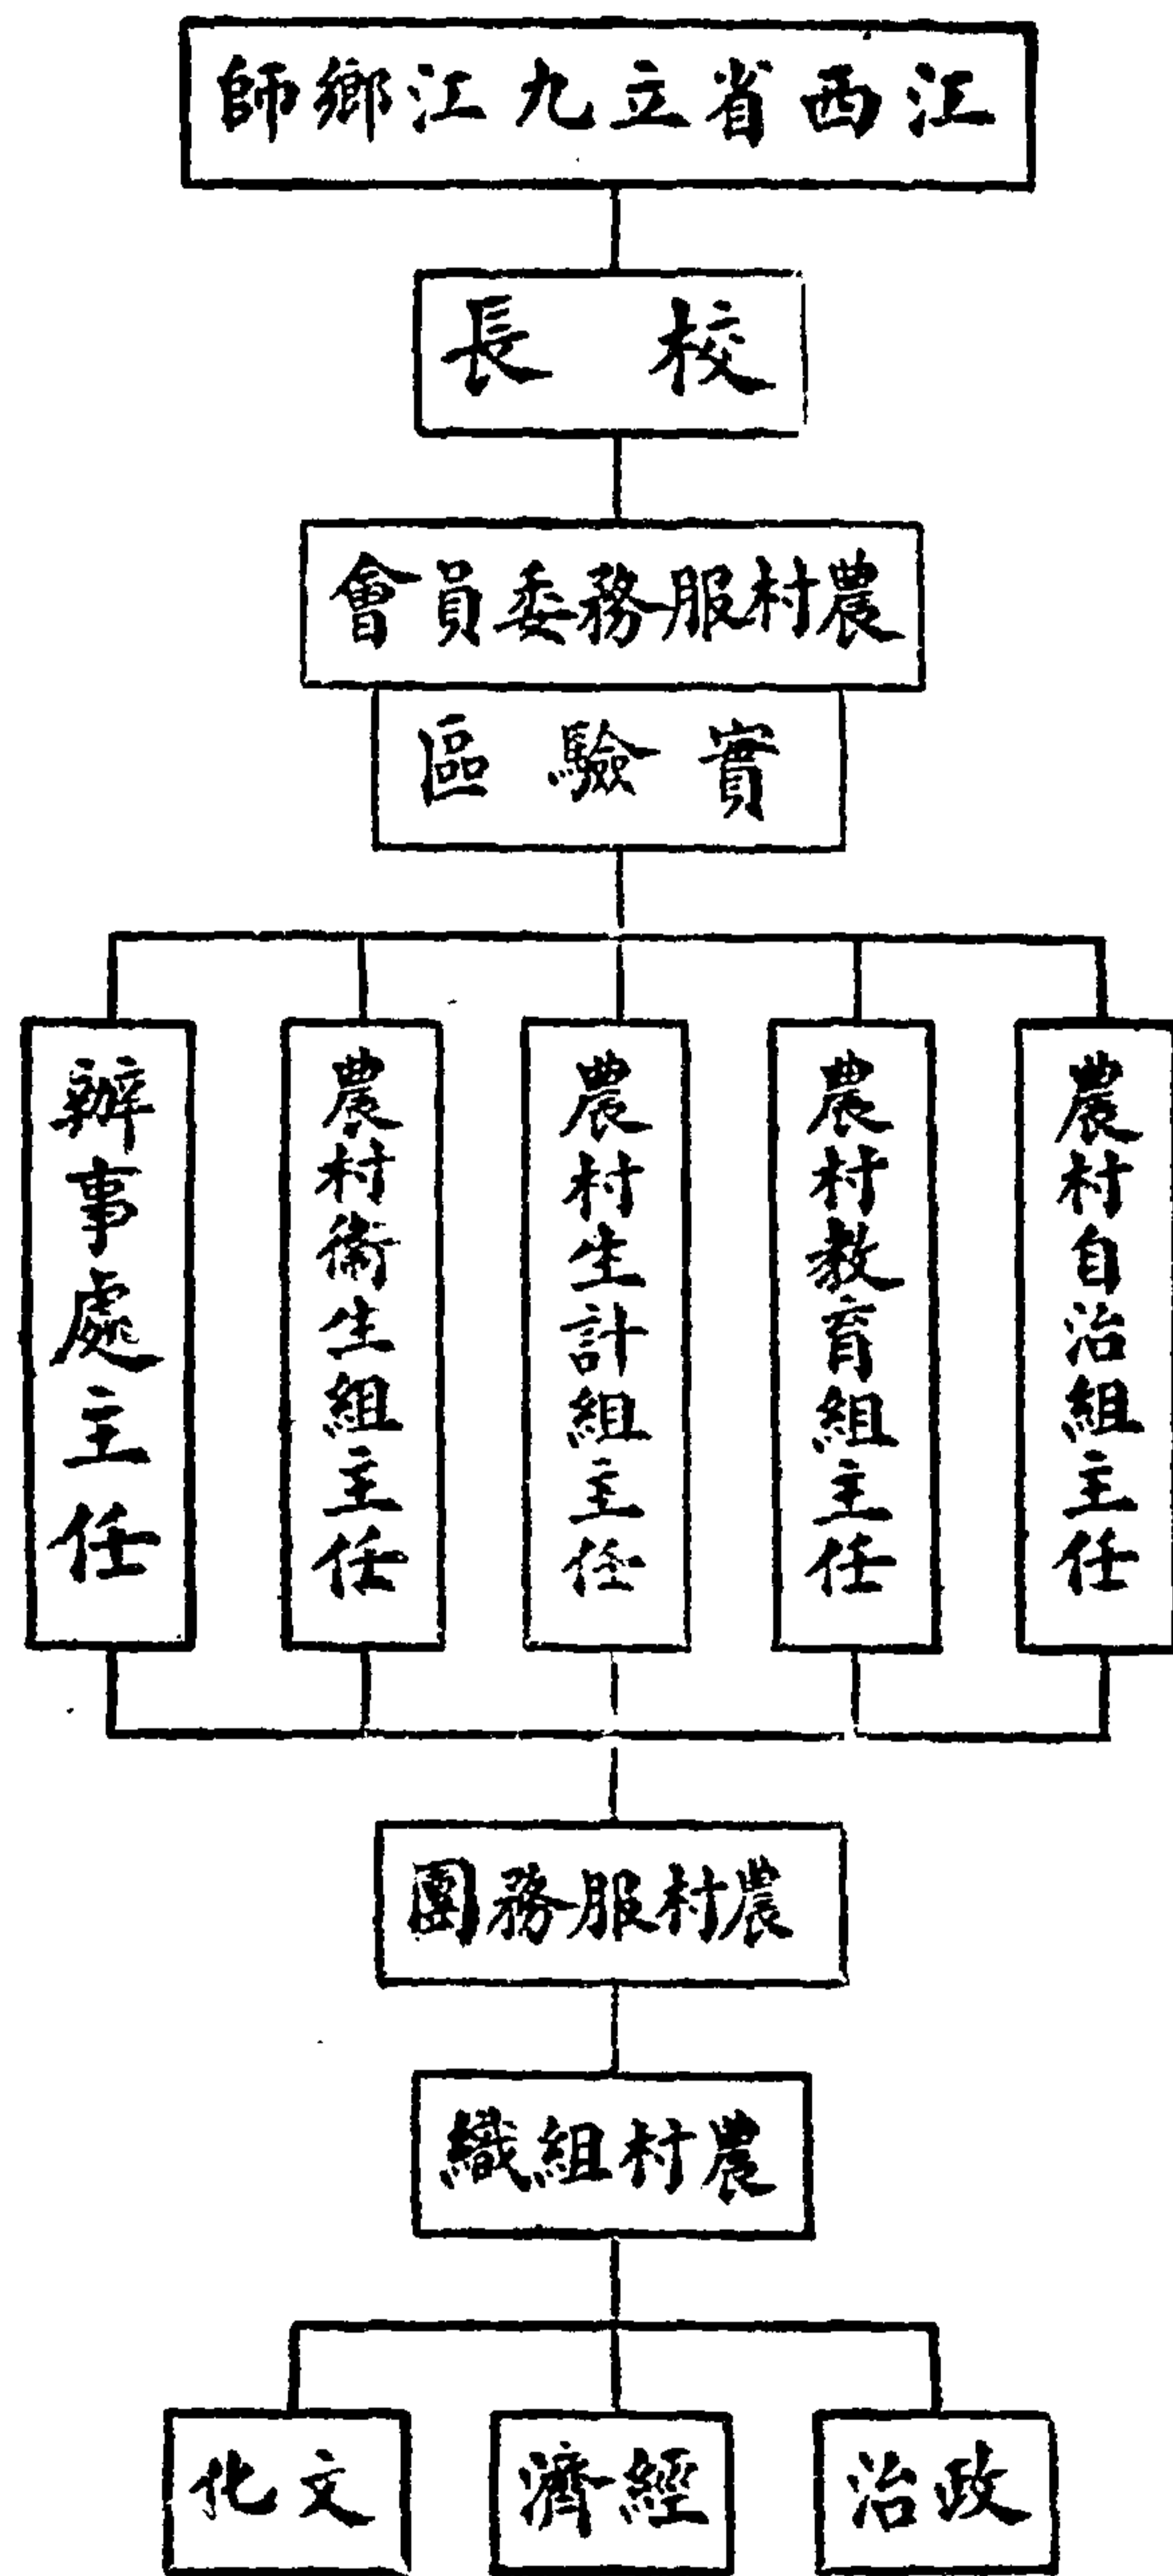 江西省立九江鄉師
校長
農村服務委員會
實驗區
農村自治組主任
農村教育組主任
農村生計組主任
農村衛生組主任
辦事處主任
農村服務團
農村組織
政治
經濟
文化